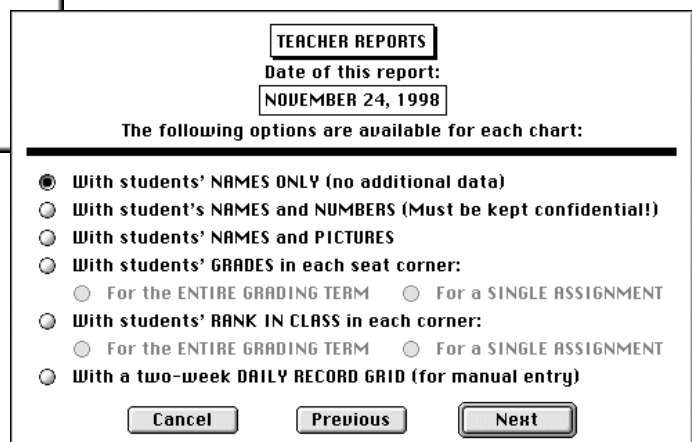 TEACHER REPORTS
Date of this report:
NOVEMBER 24, 1998
The following options are available for each chart:
With students' NAMES ONLY (no additional data)
With student's NAMES and NUMBERS (Must be kept confidential!)
With students' NAMES and PICTURES
With students' GRADES in each seat corner:
For the ENTIRE GRADING TERM For a SINGLE ASSIGNMENT
With students' RANK IN CLASS in each corner:
For the ENTIRE GRADING TERM For a SINGLE ASSIGNMENT
With a two-week DAILY RECORD GRID (for manual entry)
Cancel Previous Next